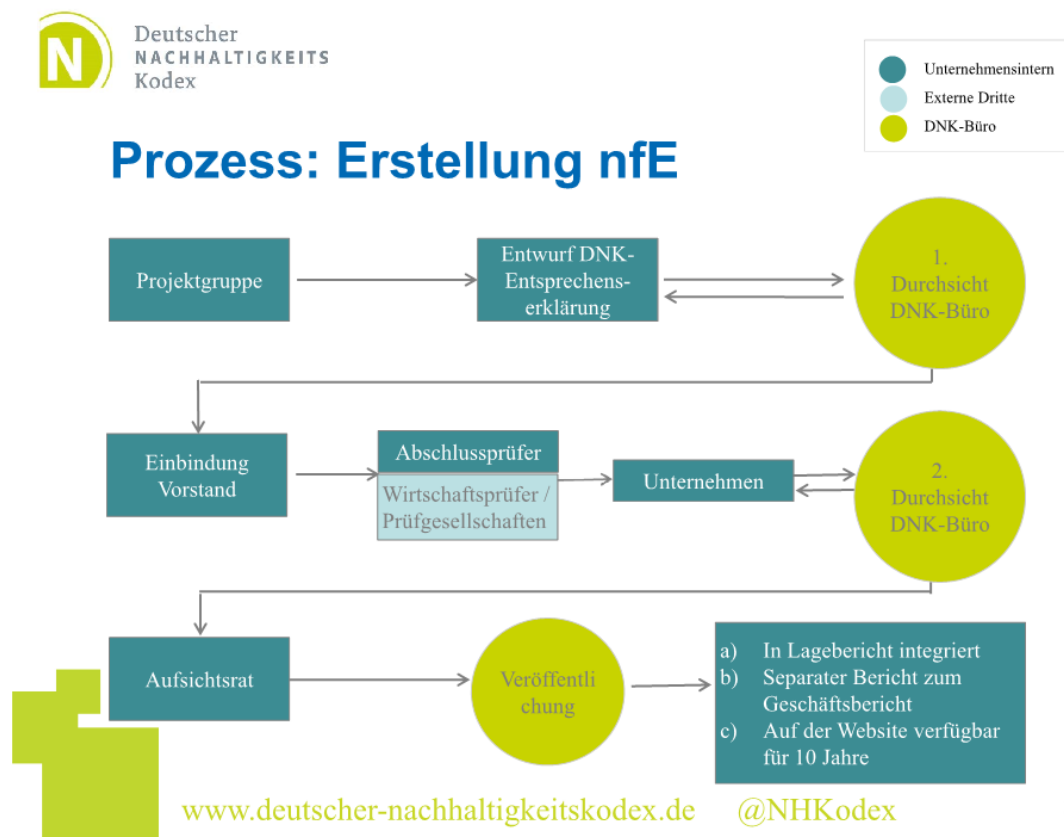 Deutscher
NACHHALTIGKEITS
Kodex
N
Unternehmensintern
Externe Dritte
DNK-Büro
Prozess: Erstellung nfE
Projektgruppe
Entwurf DNK-
Entsprechens-
erklärung
1.
Durchsicht
DNK-Büro
Einbindung
Vorstand
Abschlussprüfer
Wirtschaftsprüfer /
Prüfgesellschaften
Unternehmen
2.
Durchsicht
DNK-Büro
Aufsichtsrat
Veröffentli
chung
a) In Lagebericht integriert
b) Separater Bericht zum
Geschäftsbericht
c) Auf der Website verfügbar
für 10 Jahre
www.deutscher-nachhaltigkeitskodex.de @NHKodex